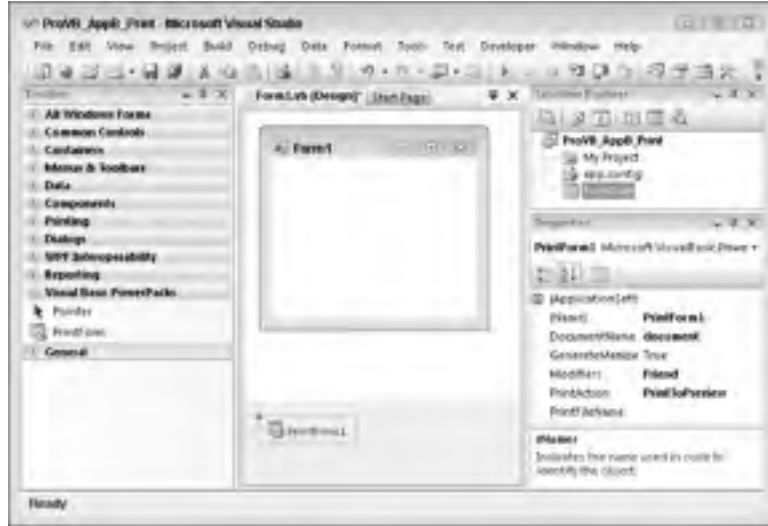 ProVB_AppB_Print - Microsoft Visual Studio
File Edit View Project Build Debug Data Format Tools Test Developer Window Help
Toolbox
All Windows Forms
Common Controls
Containers
Menus & Toolbars
Data
Components
Printing
Dialogs
WPF Interoperability
Reporting
Visual Basic PowerPacks
Pointer
PrintForm
General
Form1.vb [Design]* Start Page
Form1
PrintForm1
Solution Explorer
ProVB_AppB_Print
My Project
app.config
Properties
PrintForm1 Microsoft.VisualBasic.Powe
(ApplicationSett
(Name) PrintForm1
DocumentName document
GenerateMember True
Modifiers Friend
PrintAction PrintToPreview
PrintFileName
(Name)
Indicates the name used in code to
identify the object.
Ready